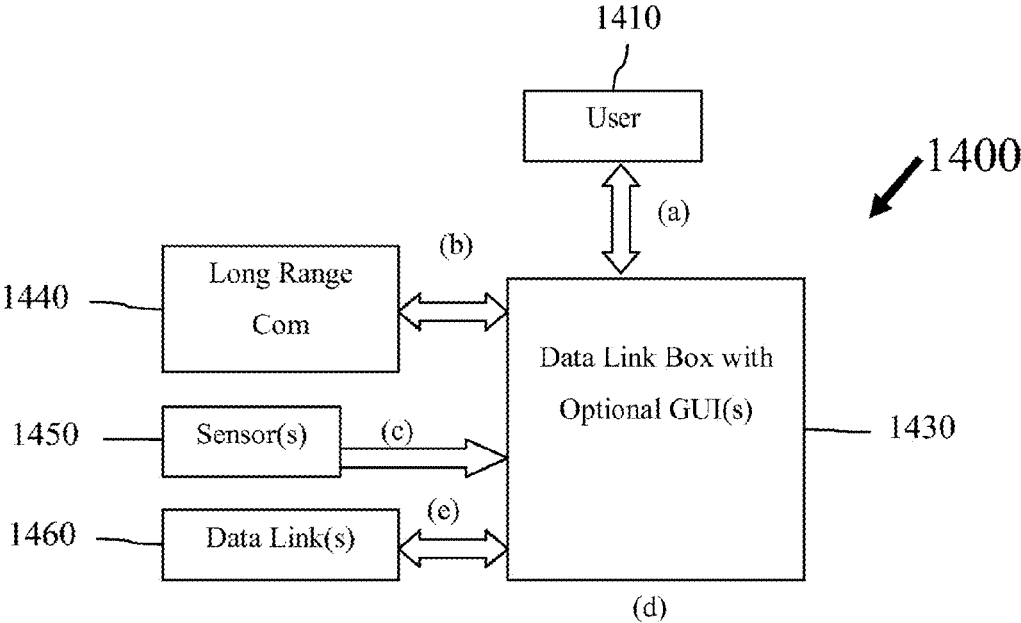 1410
User
1400
(a)
(b)
Long Range
Com
1440
Data Link Box with
Optional GUI(s)
1450
Sensor(s)
(c)
1430
1460
Data Link(s)
(e)
(d)